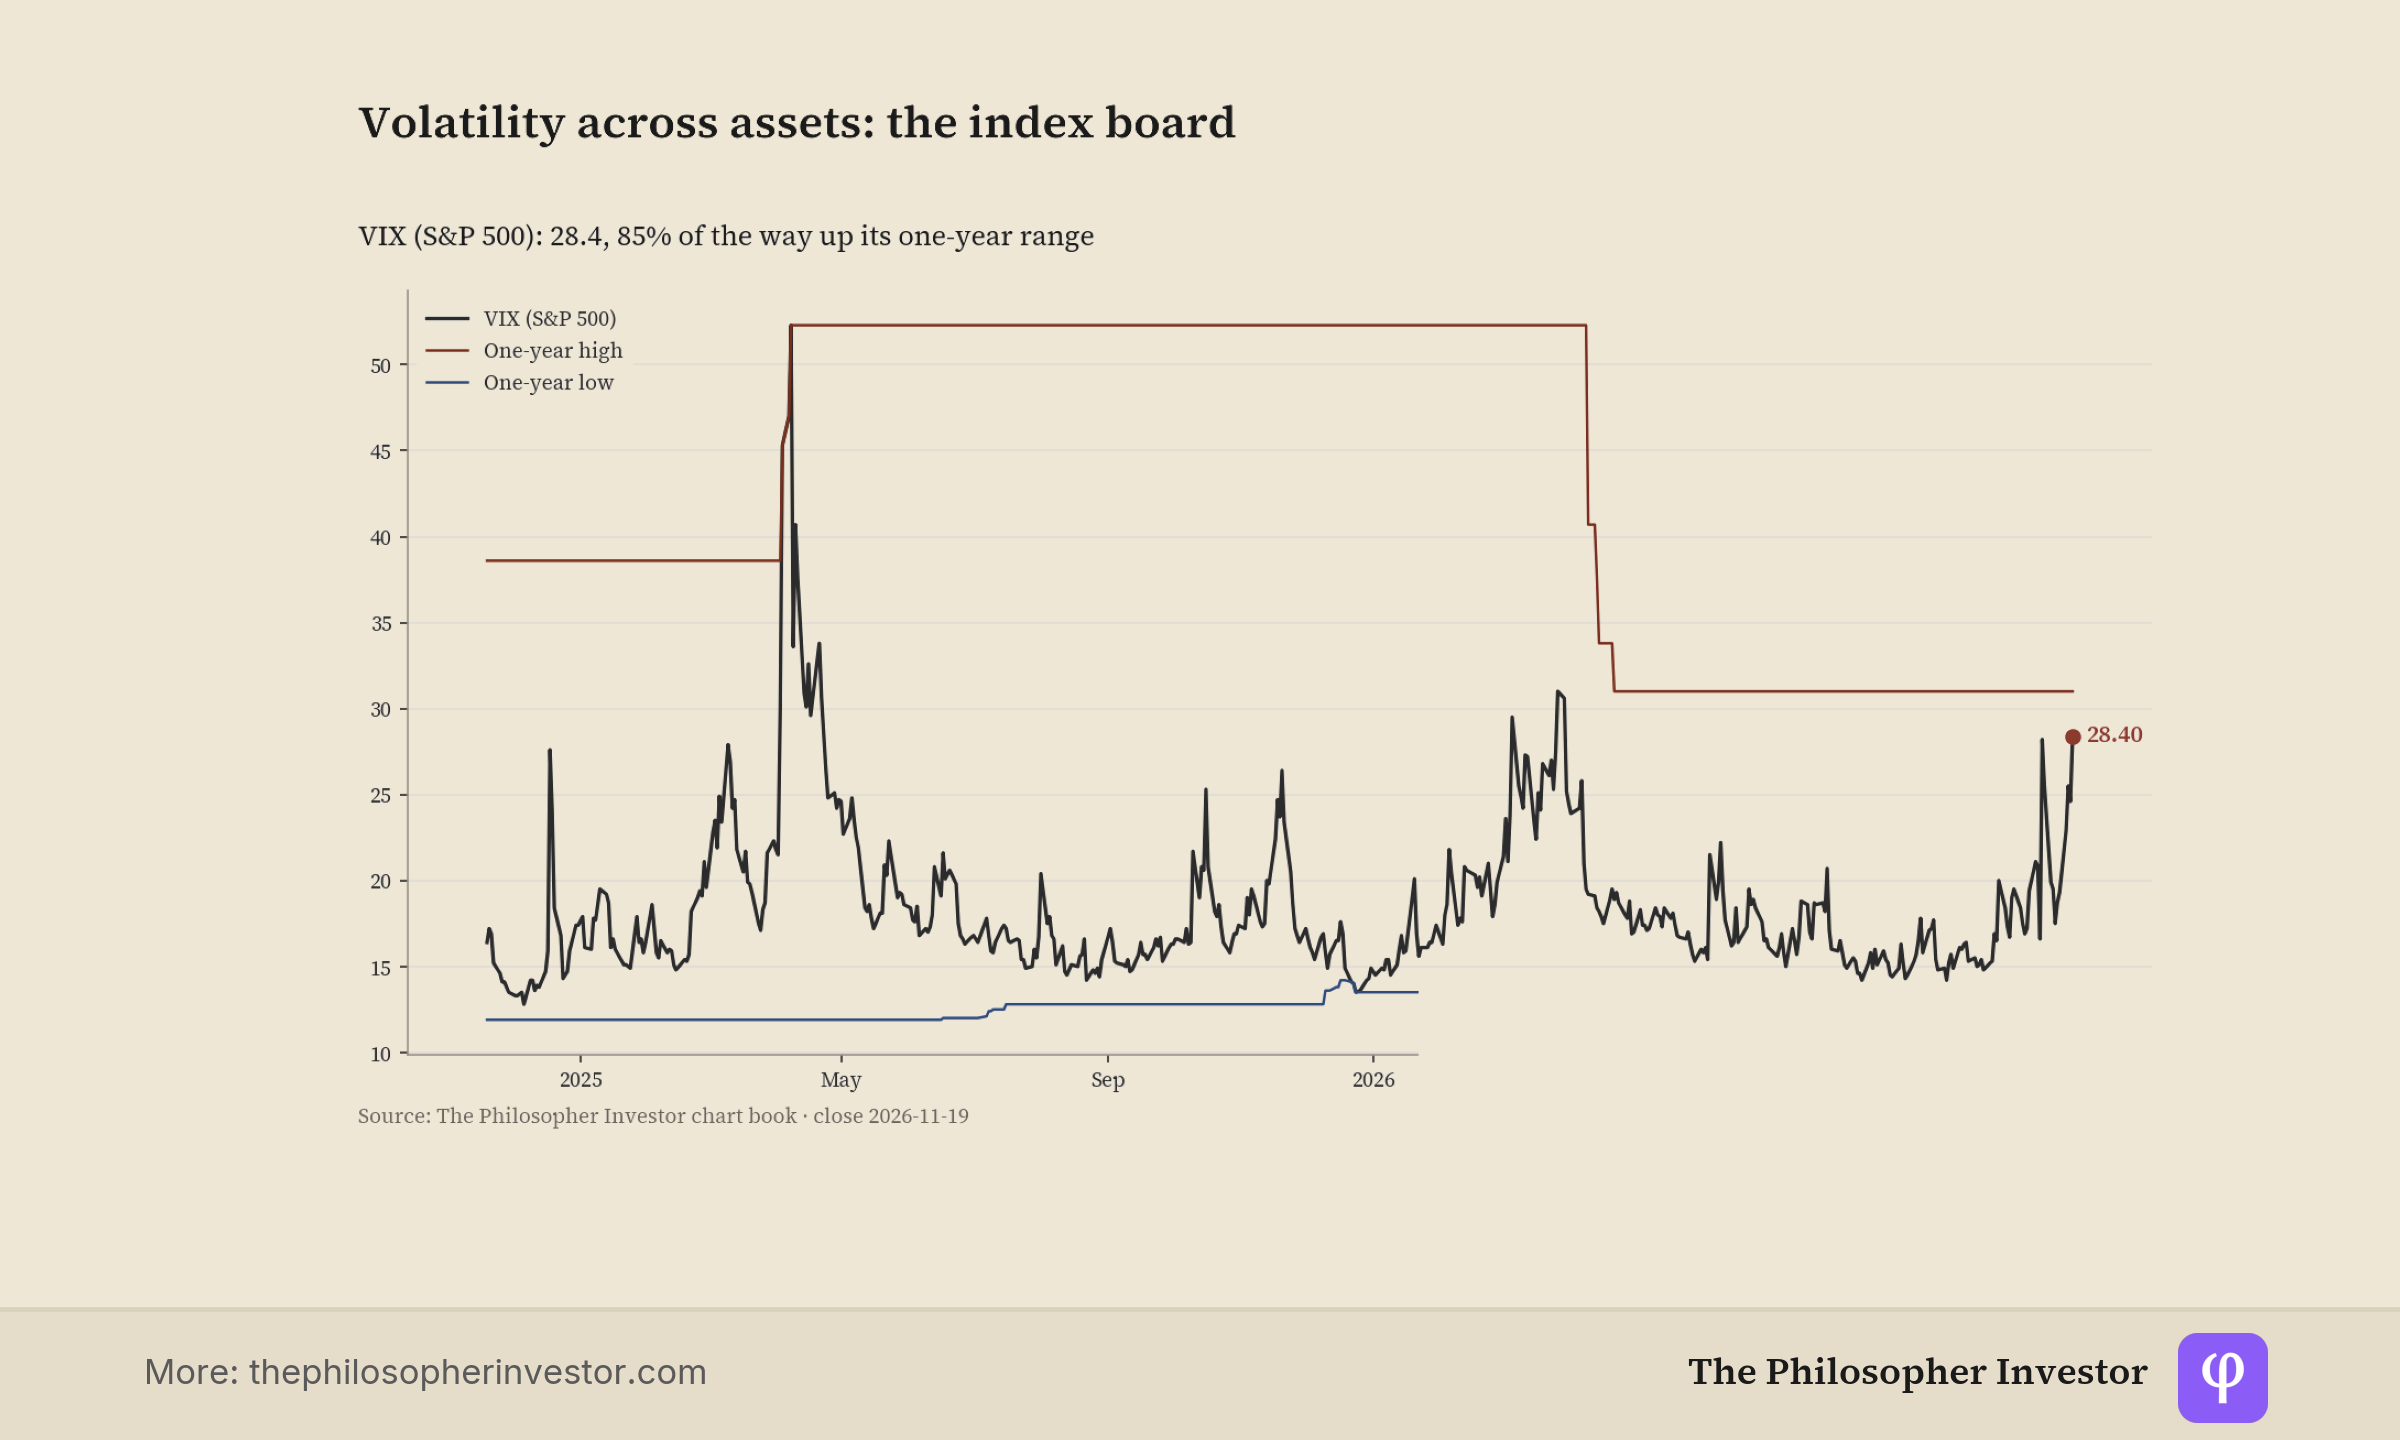 Volatility across assets: the index board
VIX (S&P 500): 28.4, 85% of the way up its one-year range
VIX (S&P 500)
One-year high
One-year low
50
45
40
35
30
25
20
15
10
28.40
2025
May
Sep
2026
Source: The Philosopher Investor chart book · close 2026-11-19
More: thephilosopherinvestor.com
The Philosopher Investor
φ